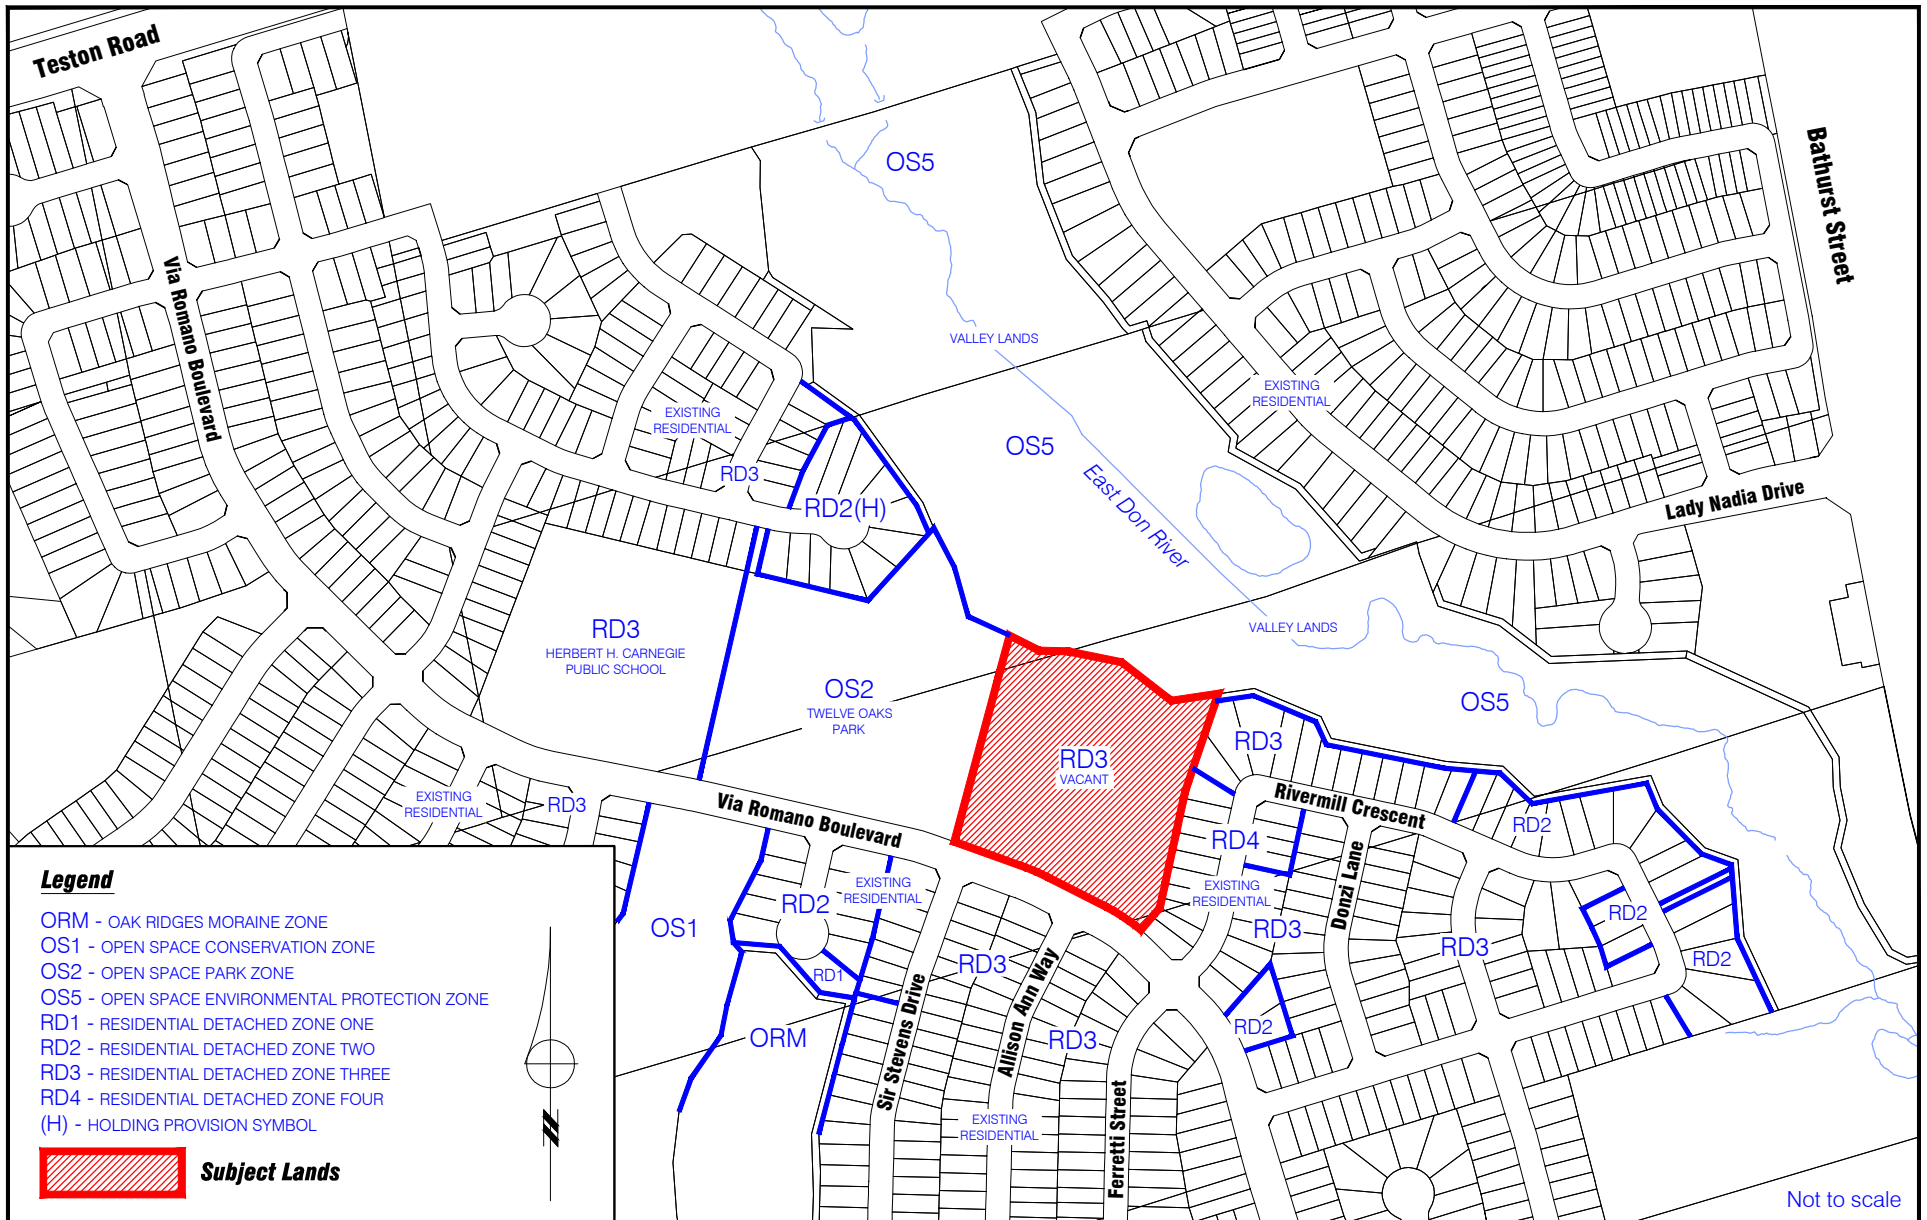 Teston Road
OS5
Bathurst Street
Via Romano Boulevard
VALLEY LANDS
EXISTING
RESIDENTIAL
EXISTING
RESIDENTIAL
OS5
RD3
East Don River
RD2(H)
Lady Nadia Drive
RD3
HERBERT H. CARNEGIE
PUBLIC SCHOOL
VALLEY LANDS
OS2
TWELVE OAKS
PARK
OS5
RD3
RD3
VACANT
EXISTING
RESIDENTIAL
RD3
Via Romano Boulevard
Rivermill Crescent
RD2
RD4
Donzi Lane
EXISTING
RESIDENTIAL
EXISTING
RESIDENTIAL
RD2
RD2
OS1
RD3
RD3
RD3
RD2
RD1
Sir Stevens Drive
Allison Ann Way
RD2
ORM
RD3
EXISTING
RESIDENTIAL
Ferretti Street
Legend
ORM - OAK RIDGES MORAINE ZONE
OS1 - OPEN SPACE CONSERVATION ZONE
OS2 - OPEN SPACE PARK ZONE
OS5 - OPEN SPACE ENVIRONMENTAL PROTECTION ZONE
RD1 - RESIDENTIAL DETACHED ZONE ONE
RD2 - RESIDENTIAL DETACHED ZONE TWO
RD3 - RESIDENTIAL DETACHED ZONE THREE
RD4 - RESIDENTIAL DETACHED ZONE FOUR
(H) - HOLDING PROVISION SYMBOL
Subject Lands
Not to scale